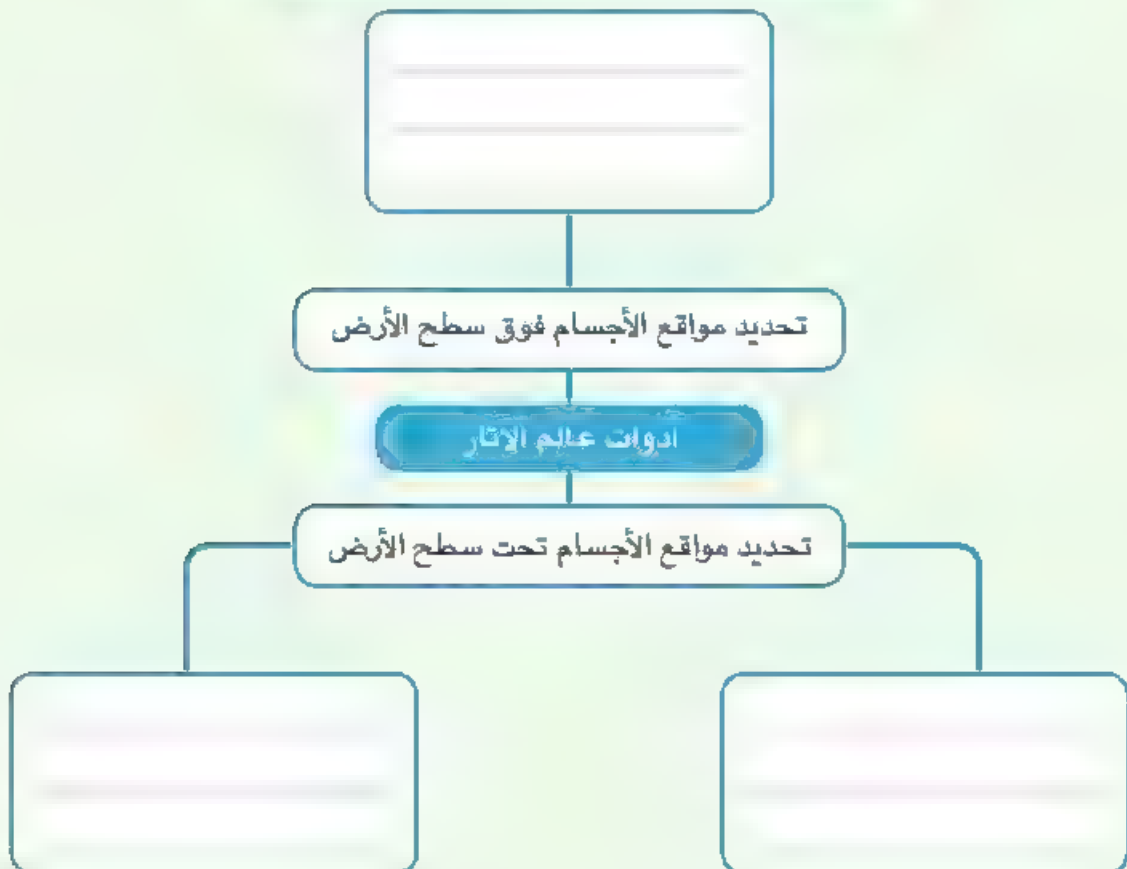 تحديد مواقع الأجسام فوق سطح الأرض
أدوات عالم الآثار
تحديد مواقع الأجسام تحت سطح الأرض